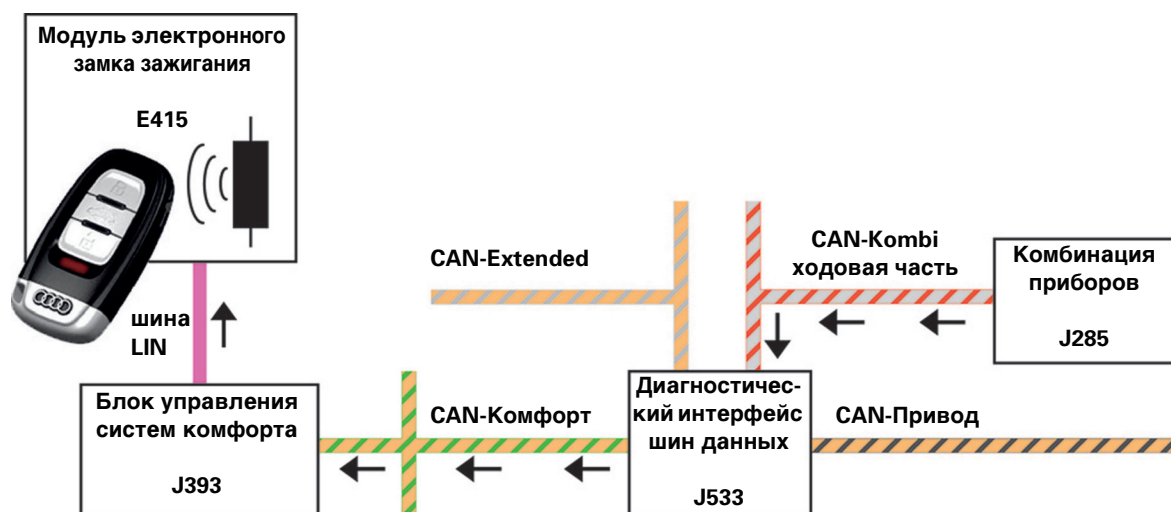 Модуль электронного
замка зажигания
E415
шина
LIN
Блок управления
систем комфорта
J393
CAN-Extended
CAN-Комфорт
CAN-Kombi
ходовая часть
Комбинация
приборов
J285
Диагностичес-
кий интерфейс
шин данных
J533
CAN-Привод